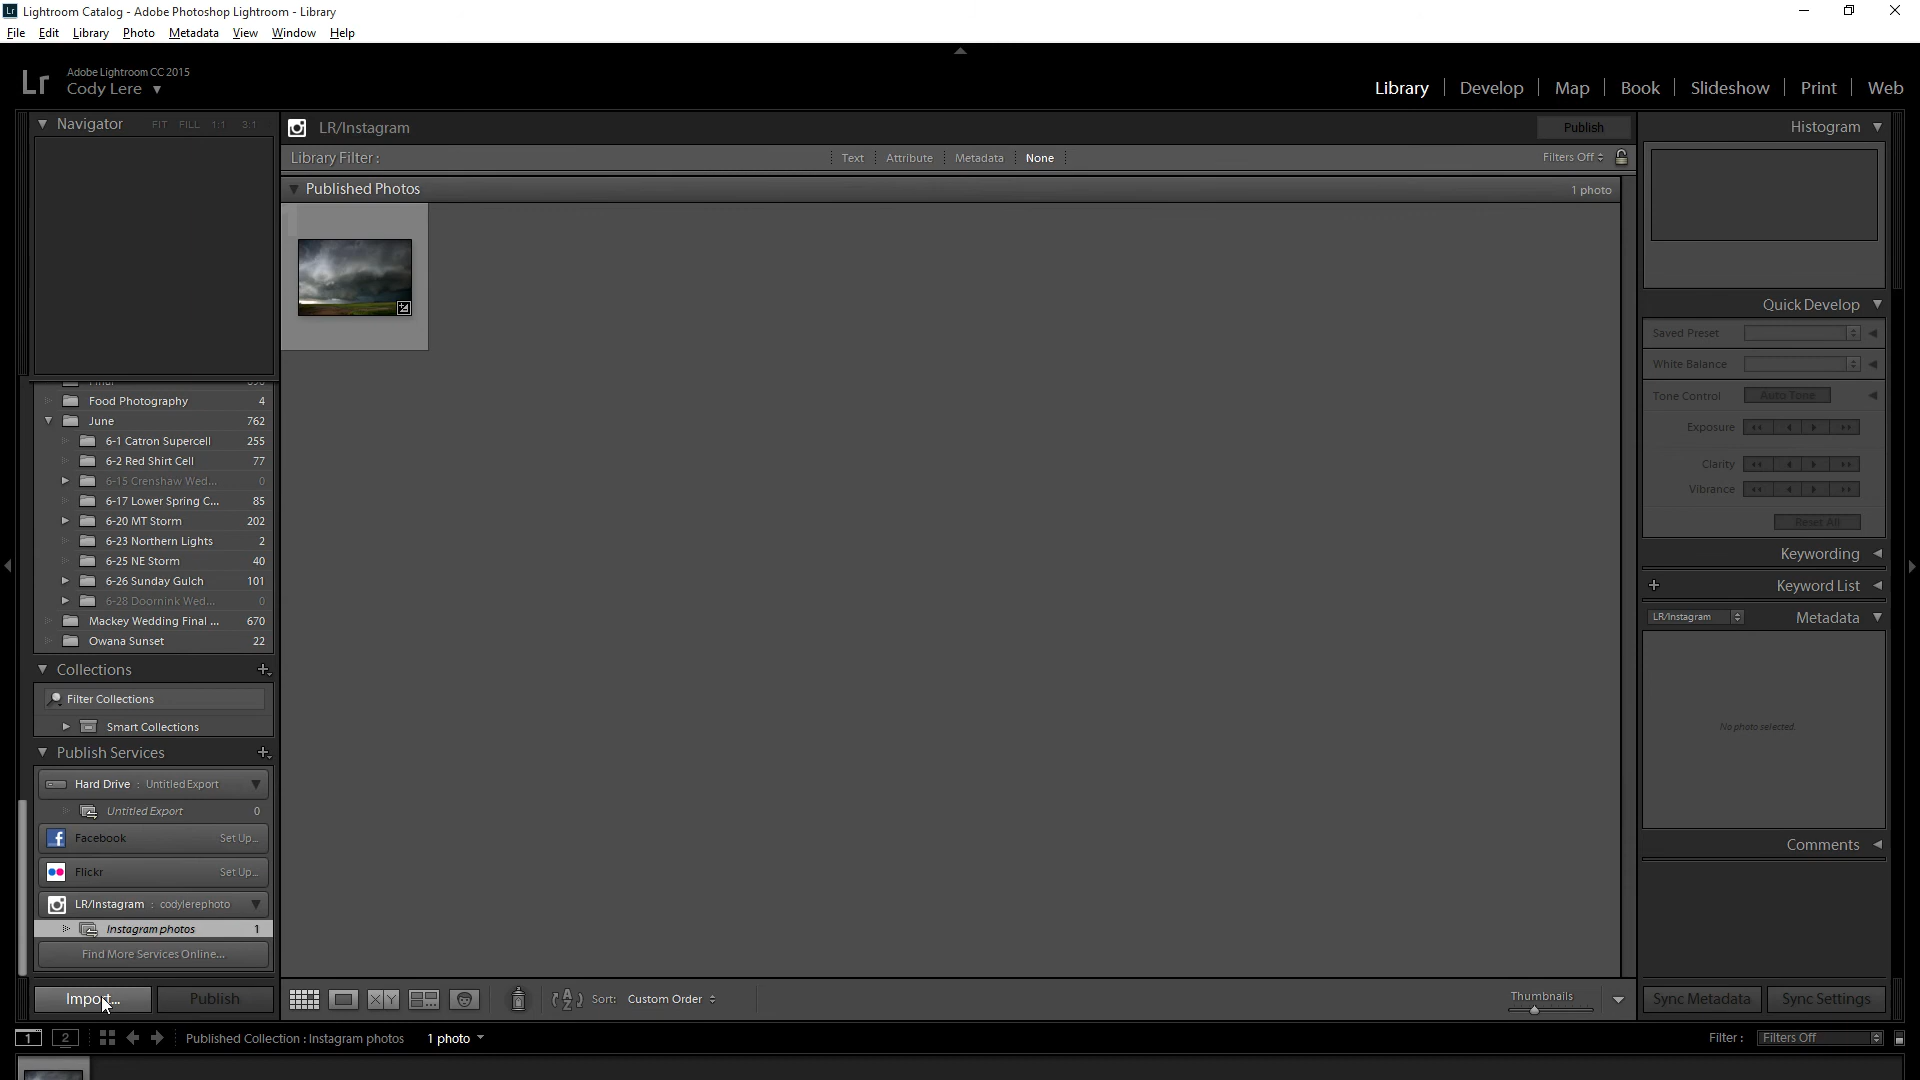 Lightroom Catalog - Adobe Photoshop Lightroom - Library
File Edit Library Photo Metadata View Window Help
Lr
Adobe Lightroom CC 2015
Cody Lere
Library Develop Map Book Slideshow Print Web
Navigator FIT FILL 1:1 3:1
LR/Instagram Publish
Histogram
Library Filter : Text Attribute Metadata None Filters Off
Published Photos 1 photo
Quick Develop
Saved Preset
White Balance
Tone Control Auto Tone
Exposure
Clarity
Vibrance
Reset All
Keywording
Keyword List
LR/Instagram Metadata
No photo selected.
Comments
Final 690
Food Photography 4
June 762
6-1 Catron Supercell 255
6-2 Red Shirt Cell 77
6-15 Crenshaw Wed... 0
6-17 Lower Spring C... 85
6-20 MT Storm 202
6-23 Northern Lights 2
6-25 NE Storm 40
6-26 Sunday Gulch 101
6-28 Doornink Wed... 0
Mackey Wedding Final ... 670
Owana Sunset 22
Collections
Filter Collections
Smart Collections
Publish Services
Hard Drive : Untitled Export
Untitled Export 0
Facebook Set Up...
Flickr Set Up...
LR/Instagram : codylerephoto
Instagram photos 1
Find More Services Online...
Import... Publish
XY Sort: Custom Order Thumbnails
Sync Metadata Sync Settings
1 2 Published Collection : Instagram photos 1 photo Filter : Filters Off